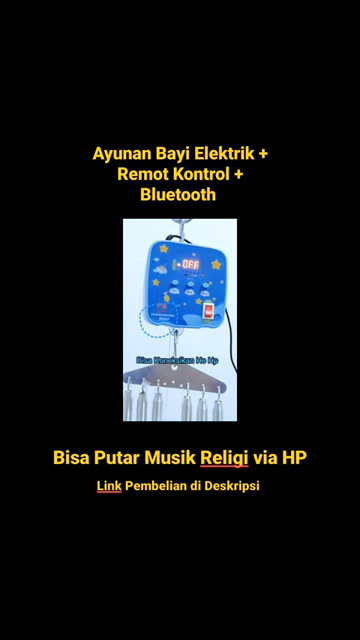 Ayunan Bayi Elektrik +
Remot Kontrol +
Bluetooth
OFF
Bisa Koneksikan Ke Hp
Bisa Putar Musik Religi via HP
Link Pembelian di Deskripsi